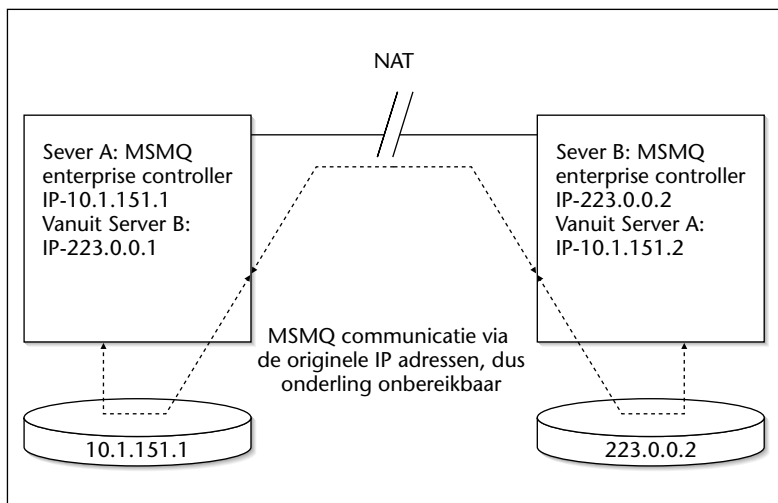 NAT
Sever A: MSMQ
enterprise controller
IP-10.1.151.1
Vanuit Server B:
IP-223.0.0.1
Sever B: MSMQ
enterprise controller
IP-223.0.0.2
Vanuit Server A:
IP-10.1.151.2
MSMQ communicatie via
de originele IP adressen, dus
onderling onbereikbaar
10.1.151.1
223.0.0.2